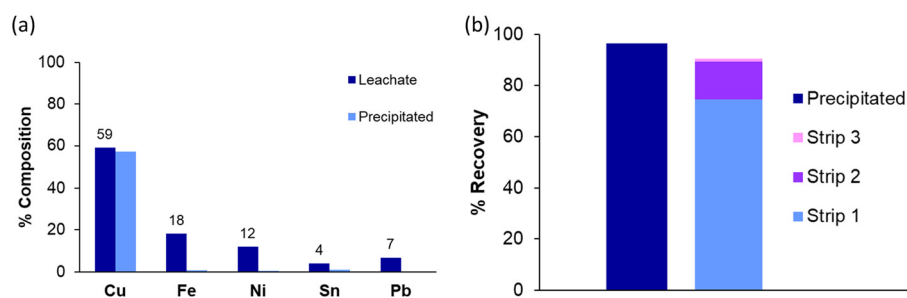 (a)
% Composition
100
80
60
40
20
0
59
18
12
4
7
Cu Fe Ni Sn Pb
Leachate
Precipitated
(b)
% Recovery
100
80
60
40
20
0
Precipitated
Strip 3
Strip 2
Strip 1